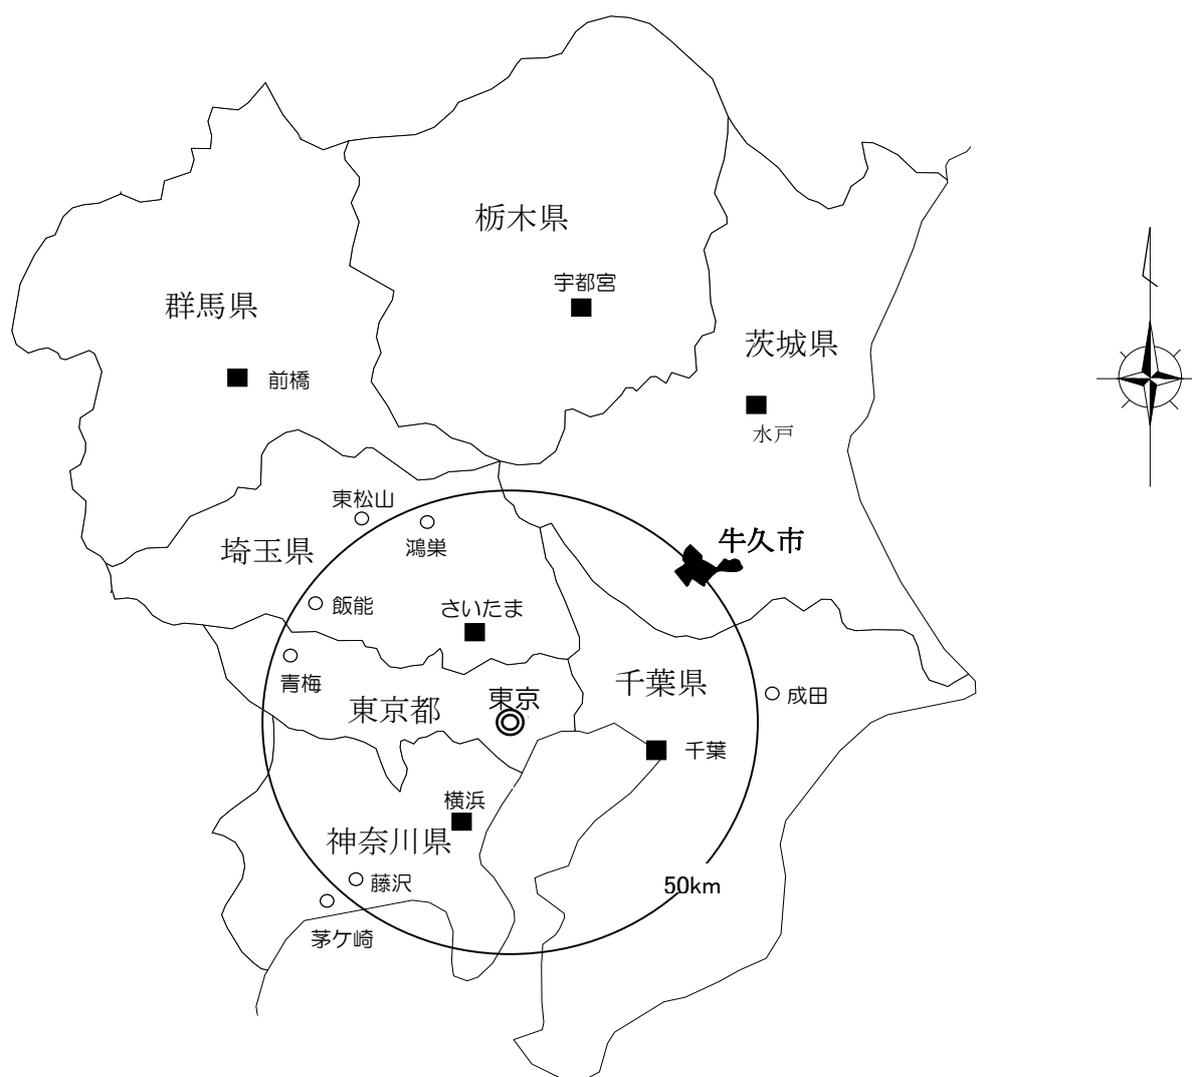 栃木県
宇都宮
群馬県
茨城県
前橋
水戸
東松山
鴻巣
埼玉県
牛久市
飯能
さいたま
青梅
千葉県
東京都
東京
成田
千葉
横浜
神奈川県
藤沢
50km
茅ケ崎